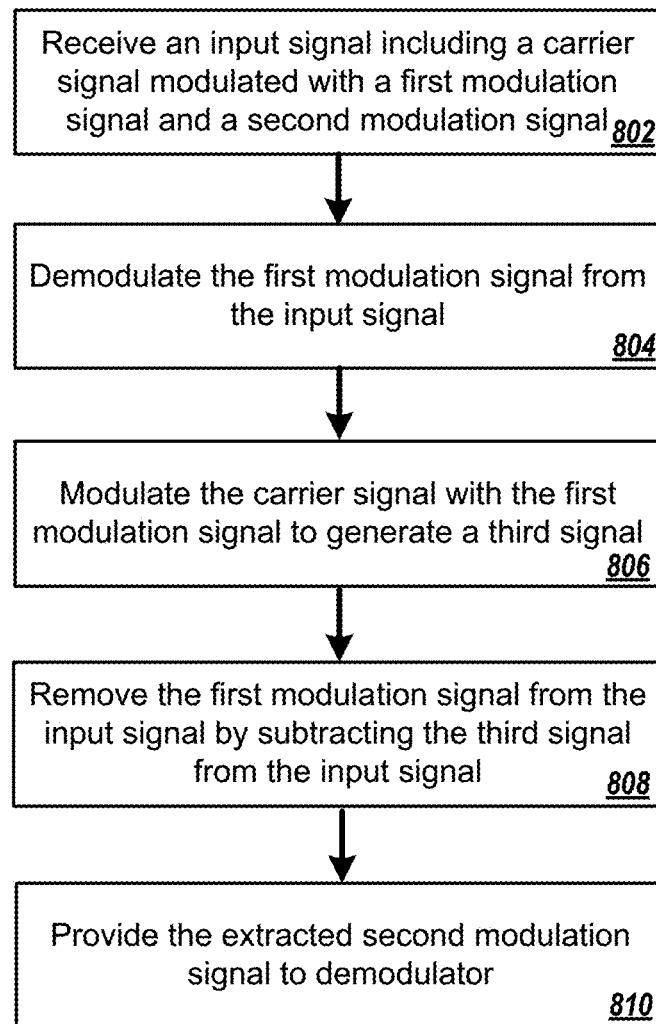 Receive an input signal including a carrier
signal modulated with a first modulation
signal and a second modulation signal 802
Demodulate the first modulation signal from
the input signal
804
Modulate the carrier signal with the first
modulation signal to generate a third signal
806
Remove the first modulation signal from the
input signal by subtracting the third signal
from the input signal
808
Provide the extracted second modulation
signal to demodulator
810